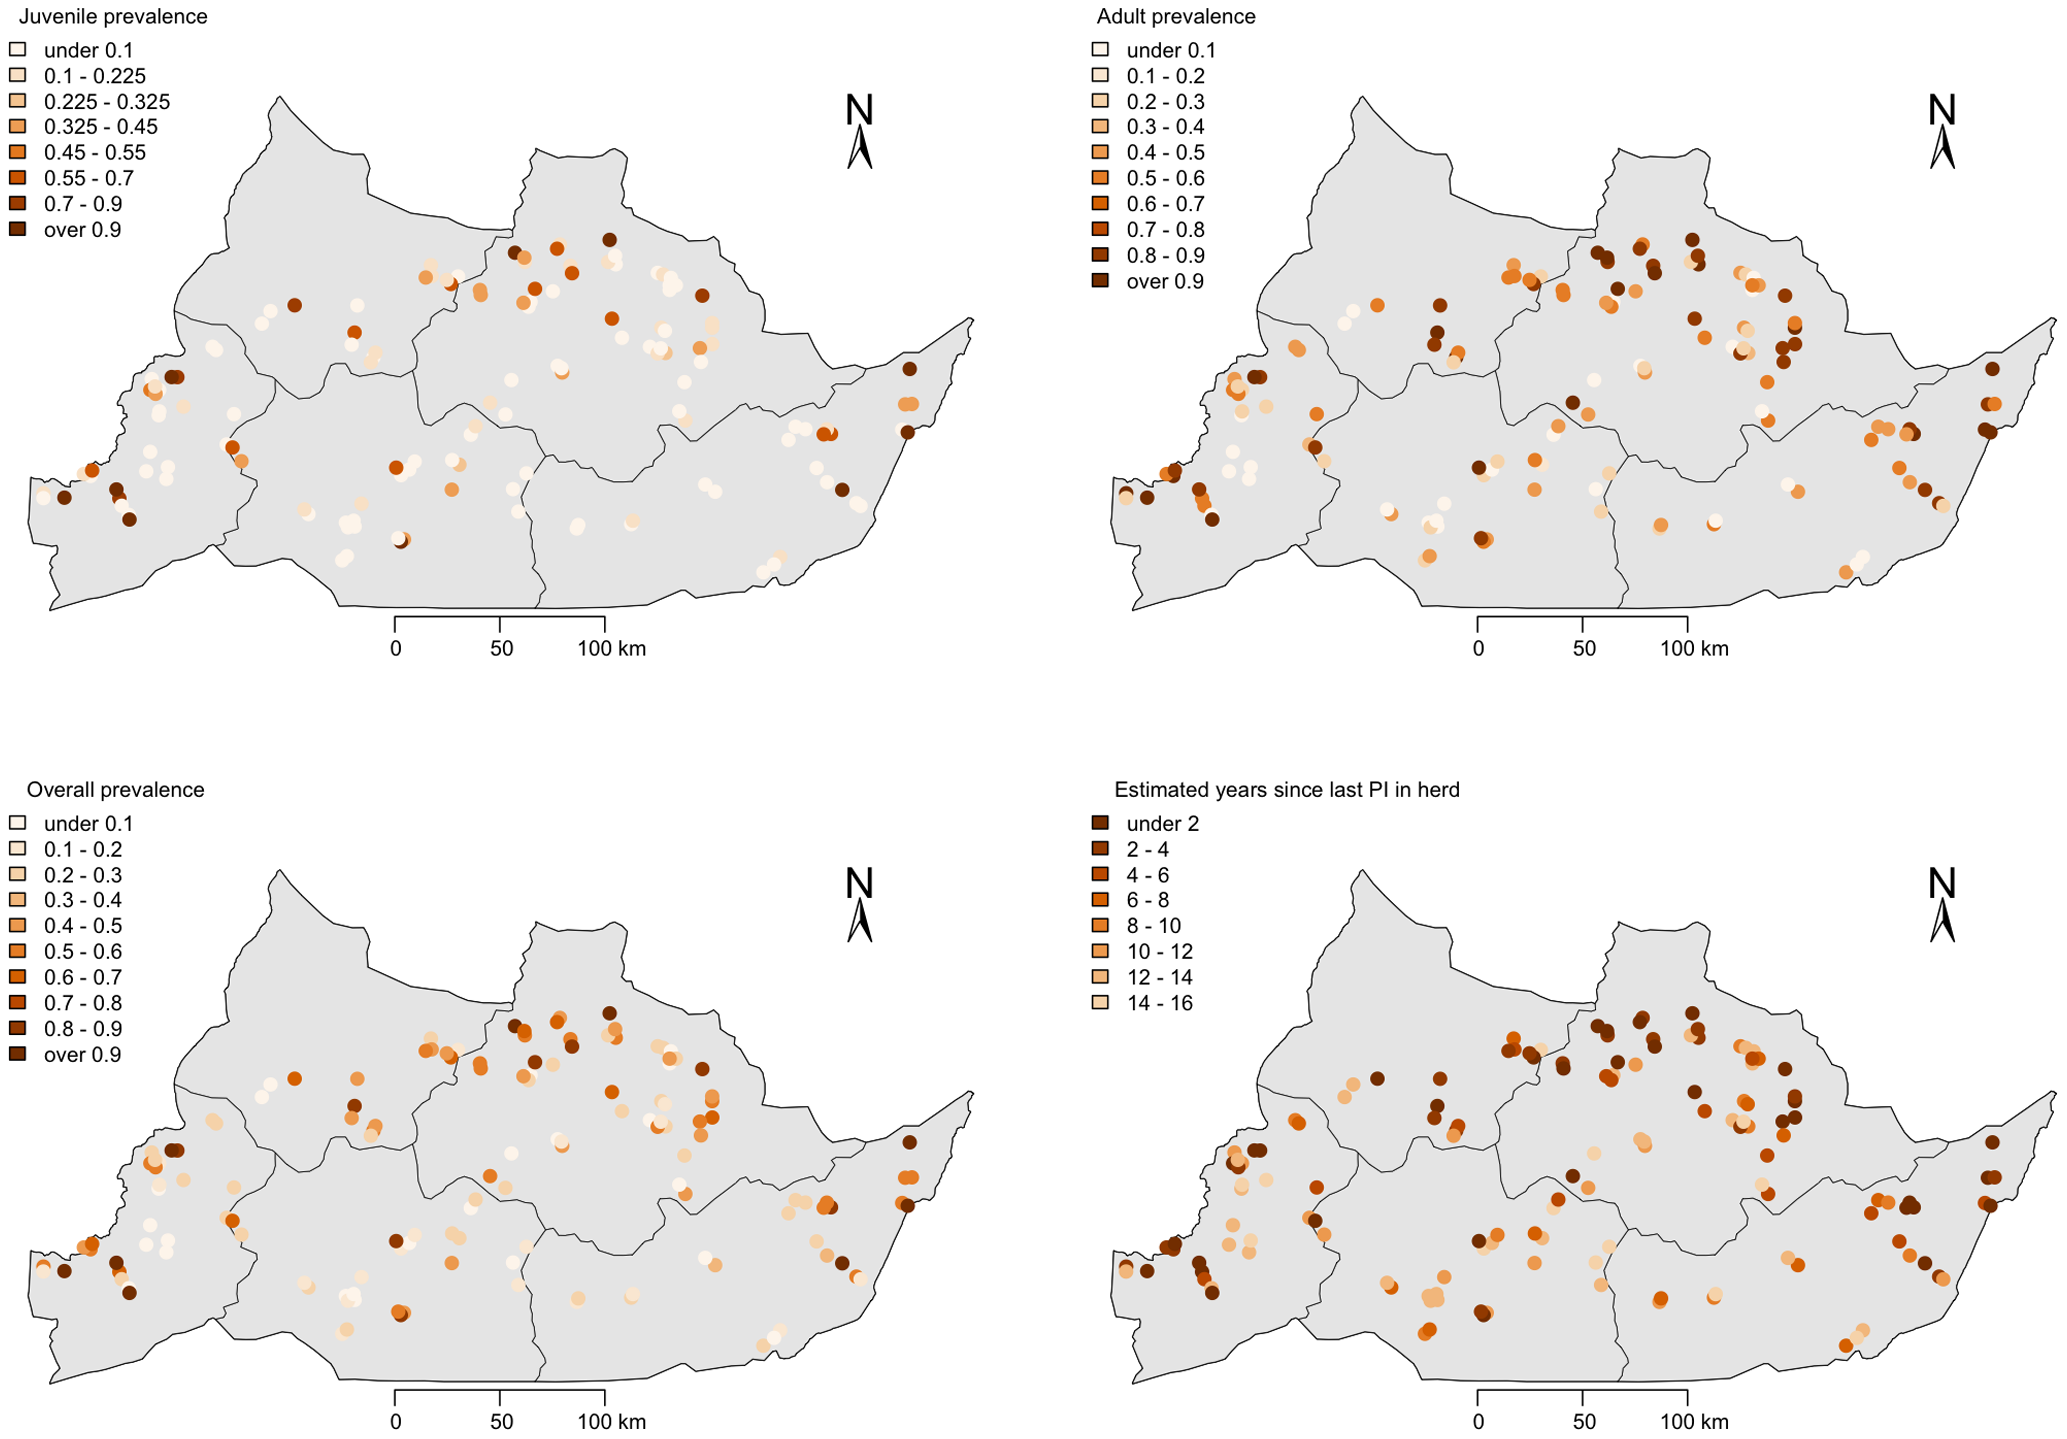 Juvenile prevalence
under 0.1
0.1 - 0.225
0.225 - 0.325
0.325 - 0.45
0.45 - 0.55
0.55 - 0.7
0.7 - 0.9
over 0.9
N
0 50 100 km
Adult prevalence
under 0.1
0.1 - 0.2
0.2 - 0.3
0.3 - 0.4
0.4 - 0.5
0.5 - 0.6
0.6 - 0.7
0.7 - 0.8
0.8 - 0.9
over 0.9
N
0 50 100 km
Overall prevalence
under 0.1
0.1 - 0.2
0.2 - 0.3
0.3 - 0.4
0.4 - 0.5
0.5 - 0.6
0.6 - 0.7
0.7 - 0.8
0.8 - 0.9
over 0.9
N
0 50 100 km
Estimated years since last PI in herd
under 2
2 - 4
4 - 6
6 - 8
8 - 10
10 - 12
12 - 14
14 - 16
N
0 50 100 km